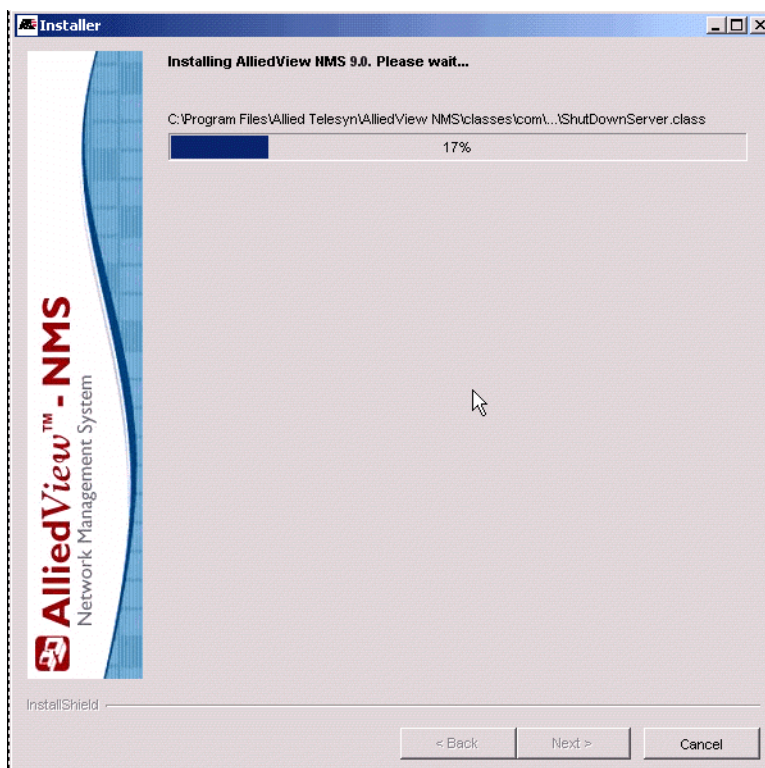 Installer
Installing AlliedView NMS 9.0. Please wait...
C:\Program Files\Allied Telesyn\AlliedView NMS\classes\com\...\ShutDownServer.class
17%
AlliedView™ - NMS
Network Management System
InstallShield
< Back
Next >
Cancel